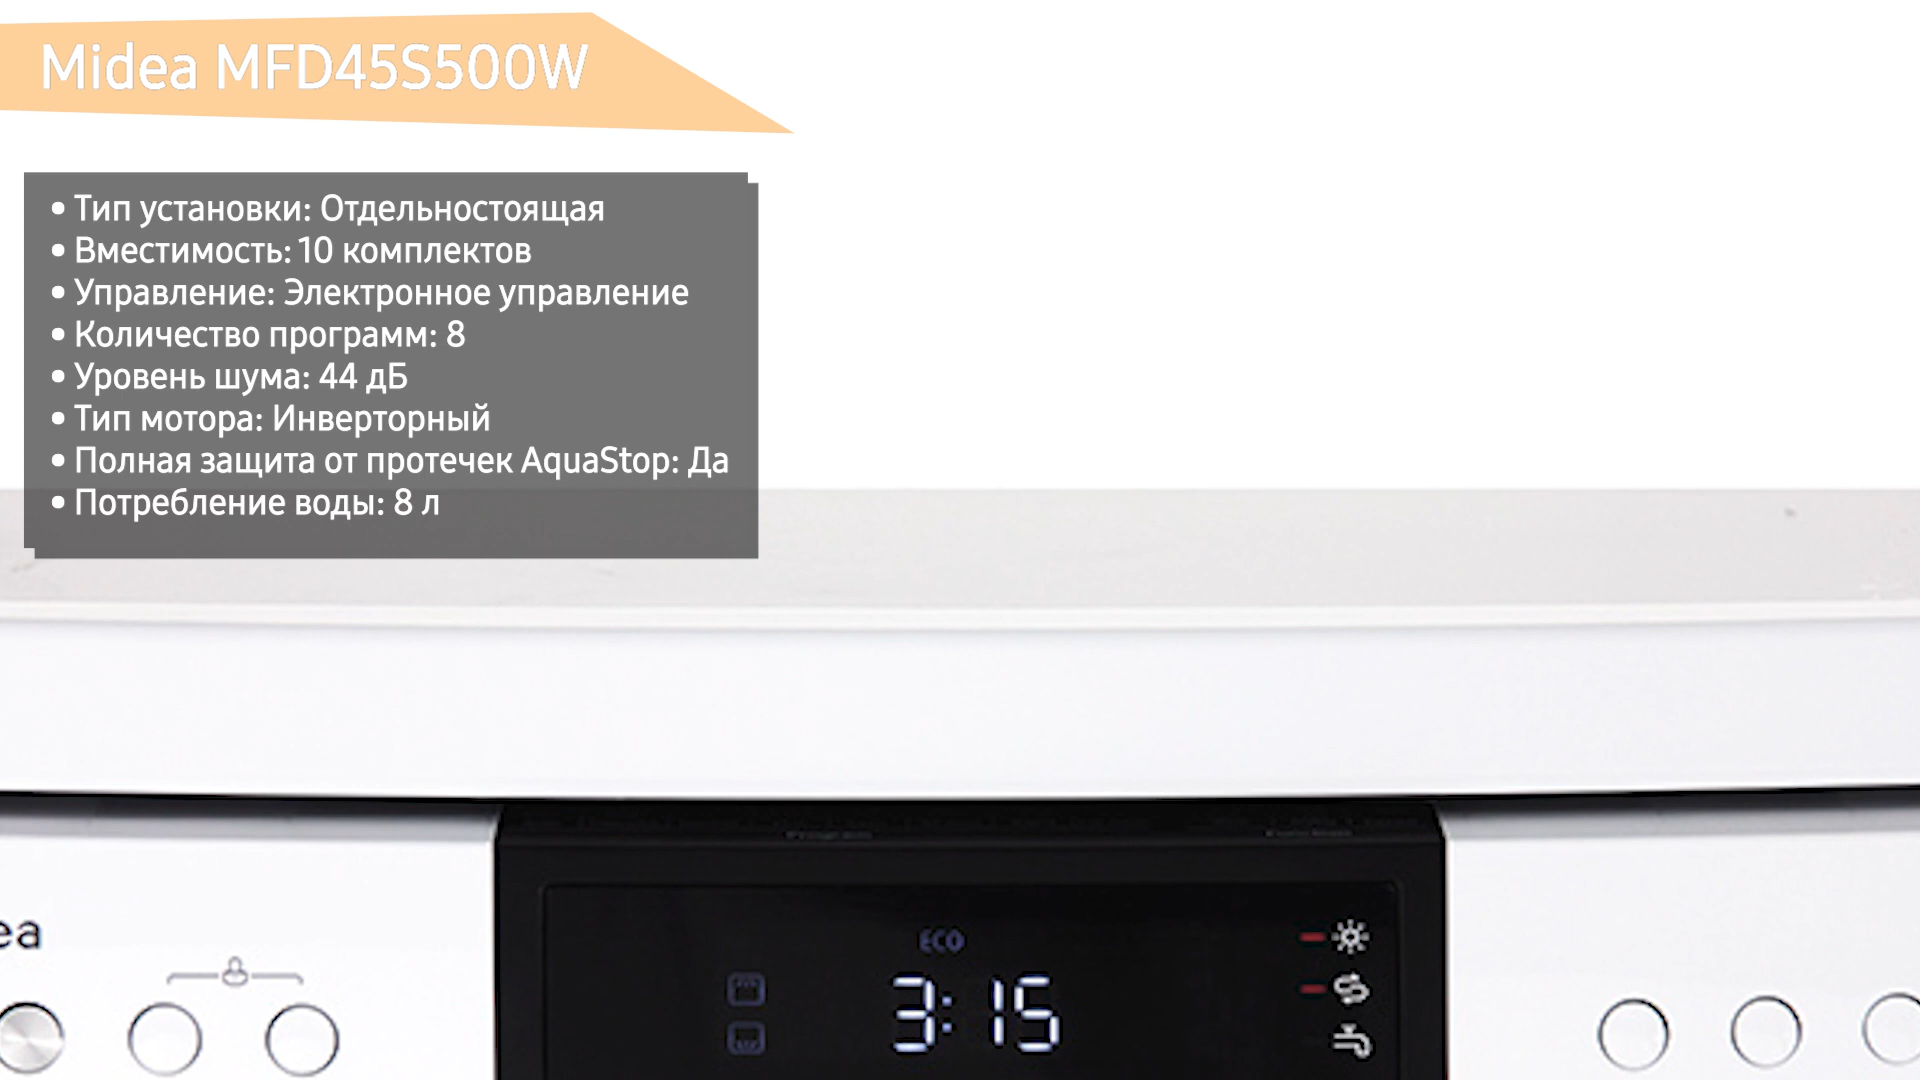 Midea MFD45S500W
• Тип установки: Отдельностоящая
• Вместимость: 10 комплектов
• Управление: Электронное управление
• Количество программ: 8
• Уровень шума: 44 дБ
• Тип мотора: Инверторный
• Полная защита от протечек AquaStop: Да
• Потребление воды: 8 л
Program
ea
ECO
3:15